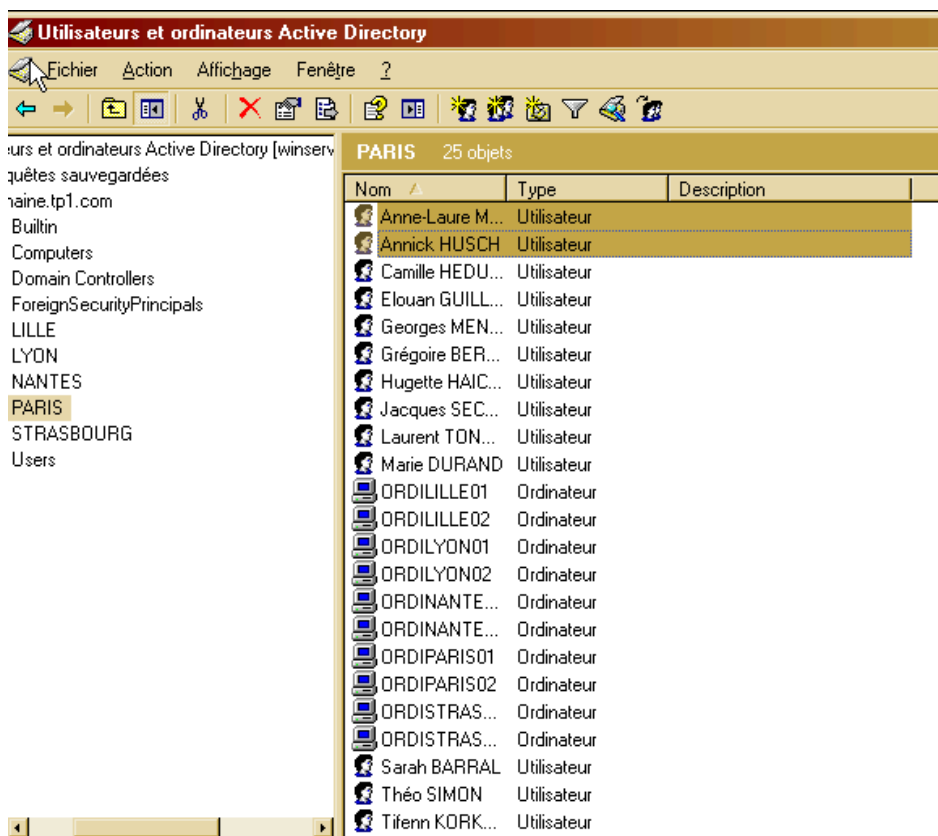 Utilisateurs et ordinateurs Active Directory
Fichier Action Affichage Fenêtre ?
urs et ordinateurs Active Directory [winserv
quêtes sauvegardées
naine.tp1.com
Builtin
Computers
Domain Controllers
ForeignSecurityPrincipals
LILLE
LYON
NANTES
PARIS
STRASBOURG
Users
PARIS 25 objets
Nom Type Description
Anne-Laure M... Utilisateur
Annick HUSCH Utilisateur
Camille HEDU... Utilisateur
Elouan GUILL... Utilisateur
Georges MEN... Utilisateur
Grégoire BER... Utilisateur
Hugette HAIC... Utilisateur
Jacques SEC... Utilisateur
Laurent TON... Utilisateur
Marie DURAND Utilisateur
ORDILILLE01 Ordinateur
ORDILILLE02 Ordinateur
ORDILYON01 Ordinateur
ORDILYON02 Ordinateur
ORDINANTE... Ordinateur
ORDINANTE... Ordinateur
ORDIPARIS01 Ordinateur
ORDIPARIS02 Ordinateur
ORDISTRAS... Ordinateur
ORDISTRAS... Ordinateur
Sarah BARRAL Utilisateur
Théo SIMON Utilisateur
Tifenn KORK... Utilisateur